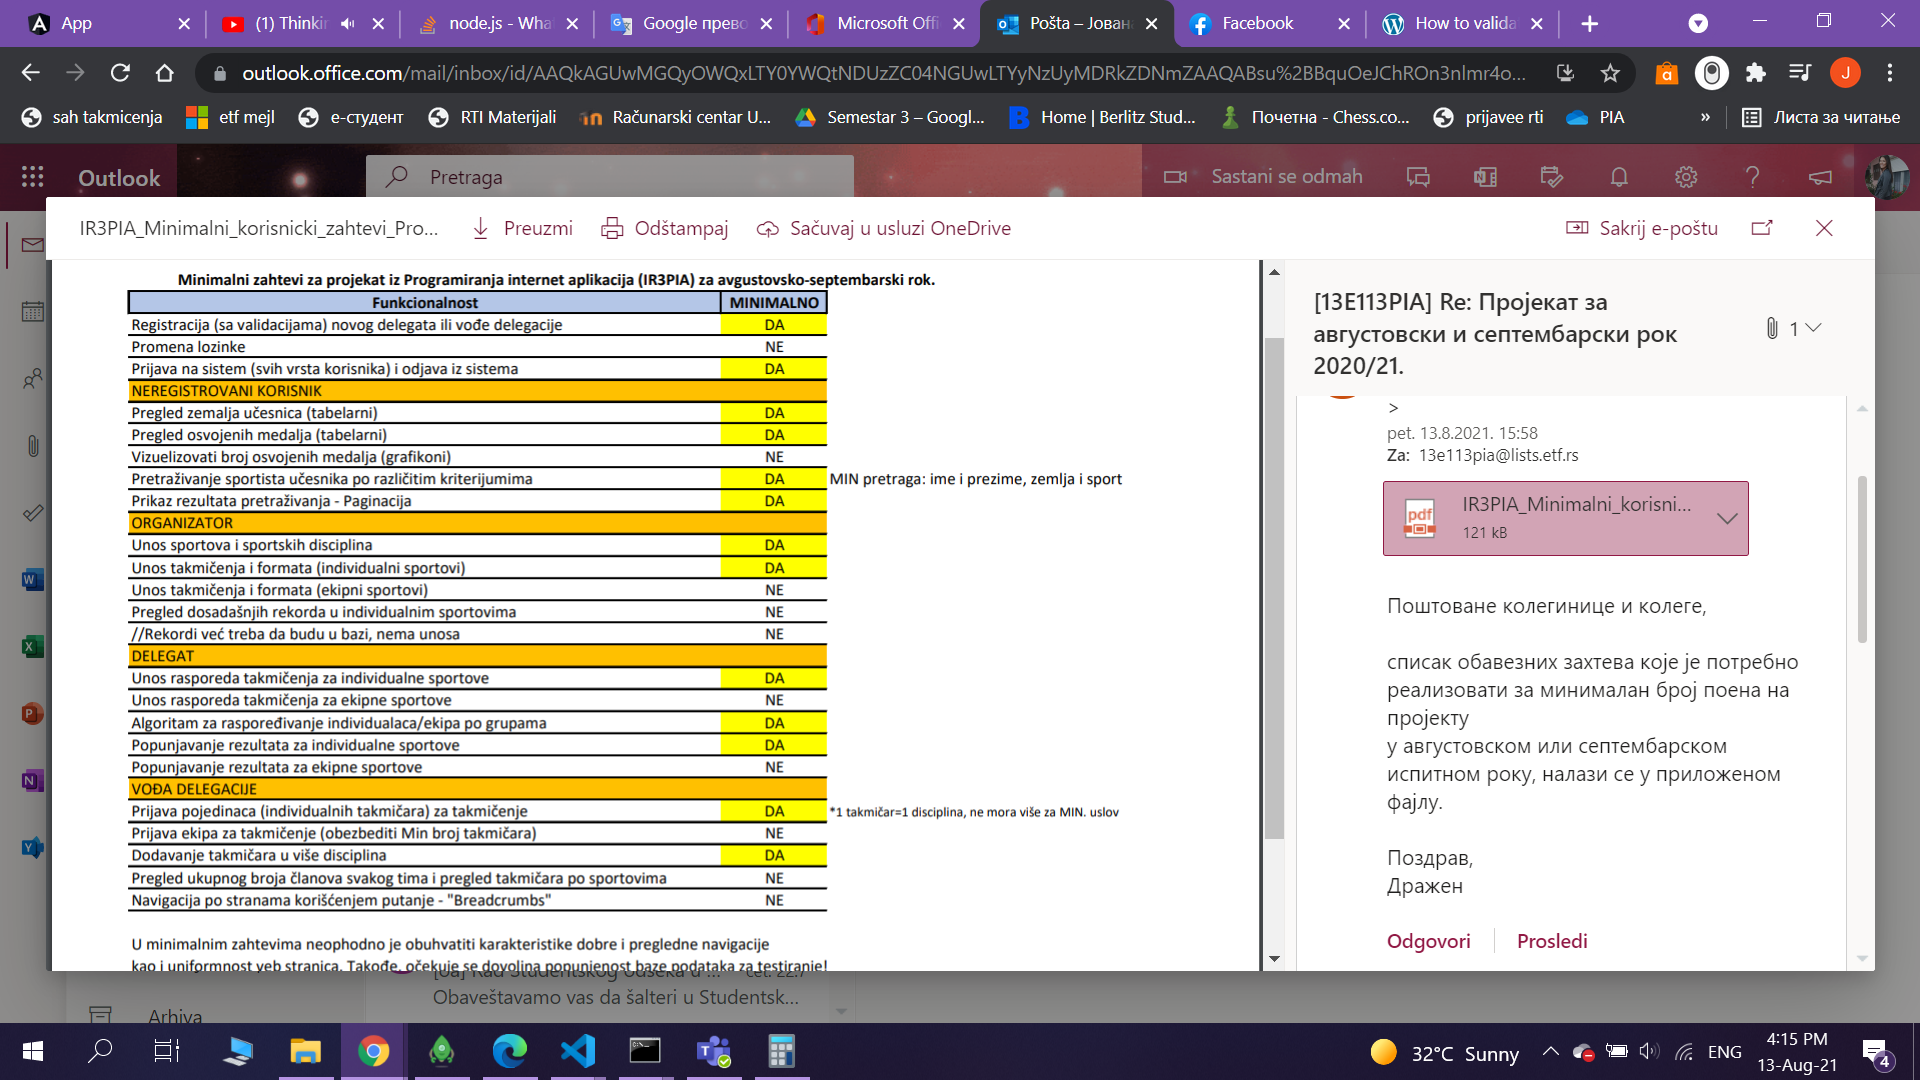 App
(1) Thinkin
node.js - Wha
Google прево
Microsoft Offi
Pošta – Јован
Facebook
How to valida
outlook.office.com/mail/inbox/id/AAQkAGUwMGQyOWQxLTY0YWQtNDUzZC04NGUwLTYyNzUyMDRkZDNmZAAQABsu%2BBquOeJChROn3nlmr4o...
J
sah takmicenja
etf mejl
е-студент
RTI Materijali
Računarski centar U...
Semestar 3 – Googl...
Home | Berlitz Stud...
Почетна - Chess.co...
prijavee rti
PIA
»
Листа за читање
Outlook
Pretraga
Sastani se odmah
IR3PIA_Minimalni_korisnicki_zahtevi_Pro...
Preuzmi
Odštampaj
Sačuvaj u usluzi OneDrive
Sakrij e-poštu
Minimalni zahtevi za projekat iz Programiranja internet aplikacija (IR3PIA) za avgustovsko-septembarski rok.
Funkcionalnost MINIMALNO
Registracija (sa validacijama) novog delegata ili vođe delegacije DA
Promena lozinke NE
Prijava na sistem (svih vrsta korisnika) i odjava iz sistema DA
NEREGISTROVANI KORISNIK
Pregled zemalja učesnica (tabelarni) DA
Pregled osvojenih medalja (tabelarni) DA
Vizuelizovati broj osvojenih medalja (grafikoni) NE
Pretraživanje sportista učesnika po različitim kriterijumima DA MIN pretraga: ime i prezime, zemlja i sport
Prikaz rezultata pretraživanja - Paginacija DA
ORGANIZATOR
Unos sportova i sportskih disciplina DA
Unos takmičenja i formata (individualni sportovi) DA
Unos takmičenja i formata (ekipni sportovi) NE
Pregled dosadašnjih rekorda u individualnim sportovima NE
//Rekordi već treba da budu u bazi, nema unosa NE
DELEGAT
Unos rasporeda takmičenja za individualne sportove DA
Unos rasporeda takmičenja za ekipne sportove NE
Algoritam za raspoređivanje individualaca/ekipa po grupama DA
Popunjavanje rezultata za individualne sportove DA
Popunjavanje rezultata za ekipne sportove NE
VOĐA DELEGACIJE
Prijava pojedinaca (individualnih takmičara) za takmičenje DA *1 takmičar=1 disciplina, ne mora više za MIN. uslov
Prijava ekipa za takmičenje (obezbediti Min broj takmičara) NE
Dodavanje takmičara u više disciplina DA
Pregled ukupnog broja članova svakog tima i pregled takmičara po sportovima NE
Navigacija po stranama korišćenjem putanje - "Breadcrumbs" NE
U minimalnim zahtevima neophodno je obuhvatiti karakteristike dobre i pregledne navigacije
kao i uniformnost veb stranica. Takođe, očekuje se dovoljna popunjenost baze podataka za testiranje!
[13E113PIA] Re: Пројекат за
августовски и септембарски рок
2020/21.
1
>
pet. 13.8.2021. 15:58
Za: 13e113pia@lists.etf.rs
pdf
IR3PIA_Minimalni_korisni...
121 kB
Поштоване колегинице и колеге,
списак обавезних захтева које је потребно
реализовати за минималан број поена на
пројекту
у августовском или септембарском
испитном року, налази се у приложеном
фајлу.
Поздрав,
Дражен
Odgovori
Prosledi
[oa] Rad Studentskog odseka u ... čet. 22.7
Obaveštavamo vas da šalteri u Studentsk...
Arhiva
32°C Sunny
ENG
4:15 PM
13-Aug-21
4